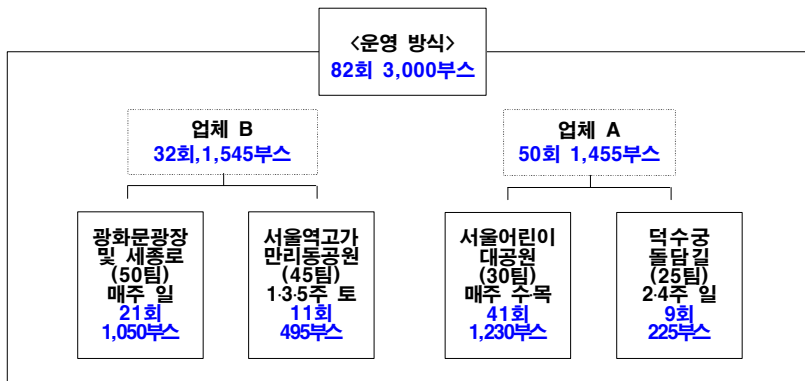 <운영 방식>
82회 3,000부스
업체 B
32회,1,545부스
업체 A
50회 1,455부스
광화문광장
및 세종로
(50팀)
매주 일
21회
1,050부스
서울역고가
만리동공원
(45팀)
1·3·5주 토
11회
495부스
서울어린이
대공원
(30팀)
매주 수·목
41회
1,230부스
덕수궁
돌담길
(25팀)
2·4주 일
9회
225부스